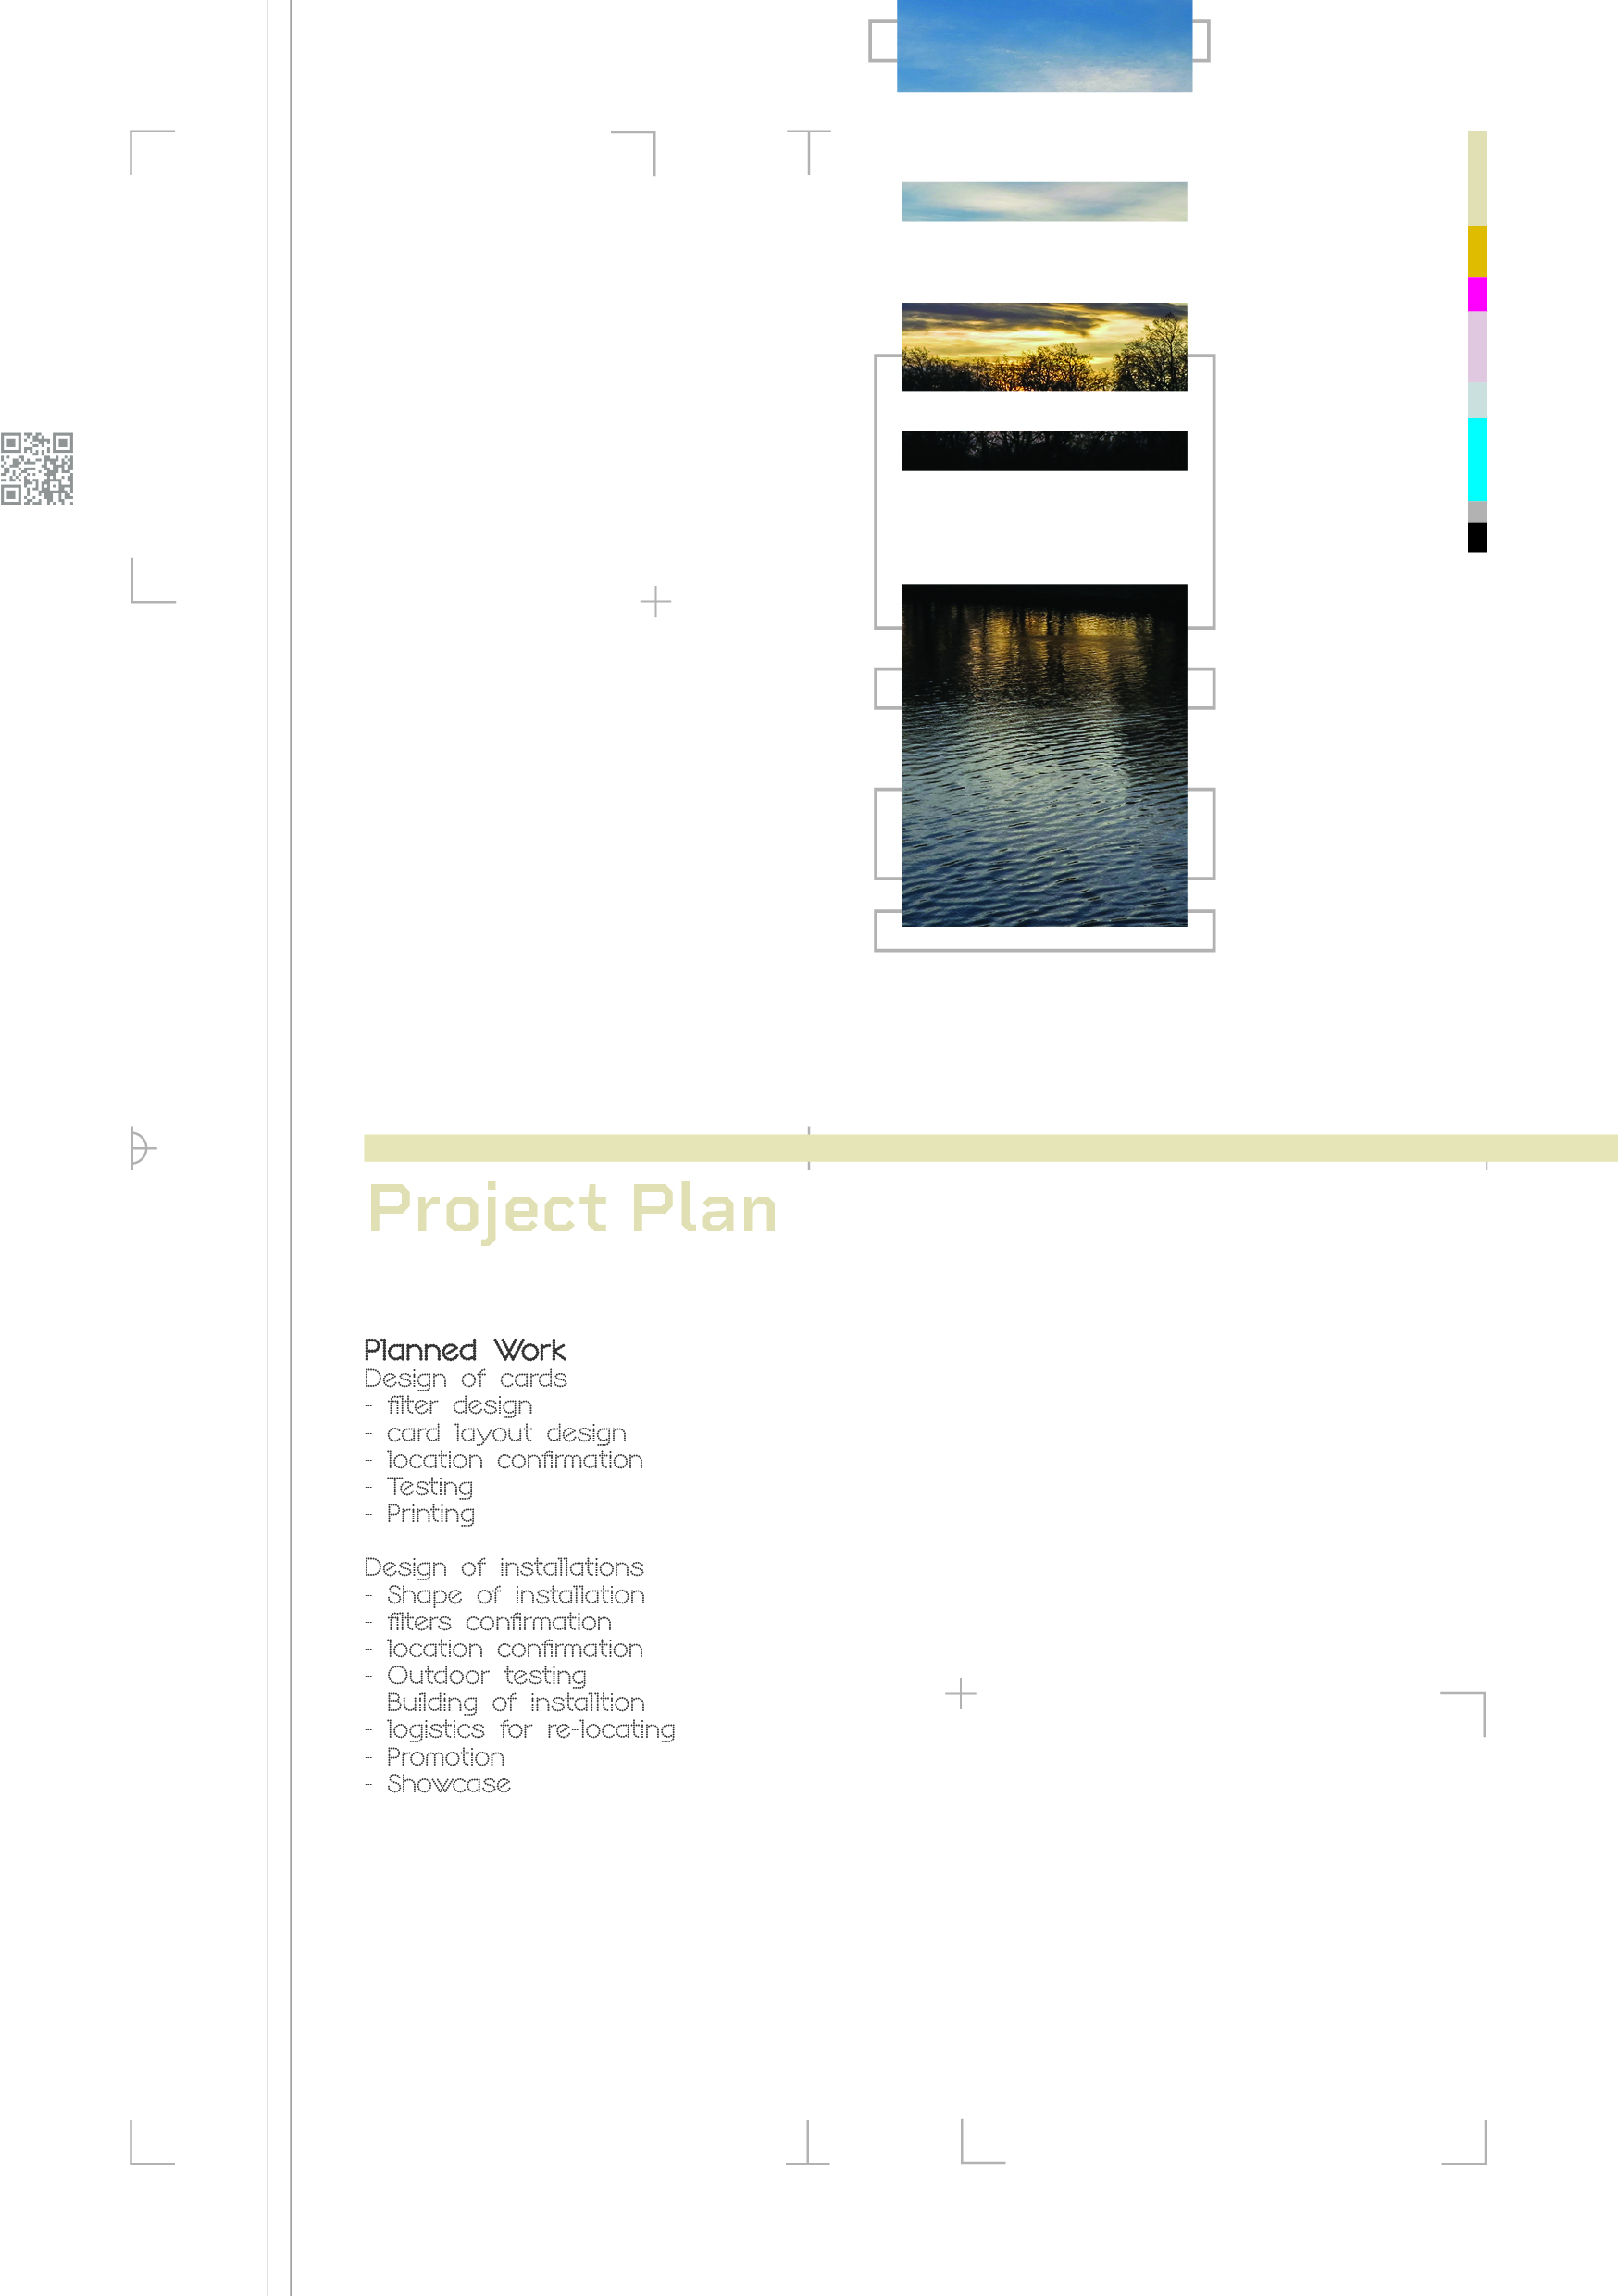 Project Plan
Planned Work
Design of cards
- filter design
- card layout design
- location confirmation
- Testing
- Printing
Design of installations
- Shape of installation
- filters confirmation
- location confirmation
- Outdoor testing
- Building of installtion
- logistics for re-locating
- Promotion
- Showcase